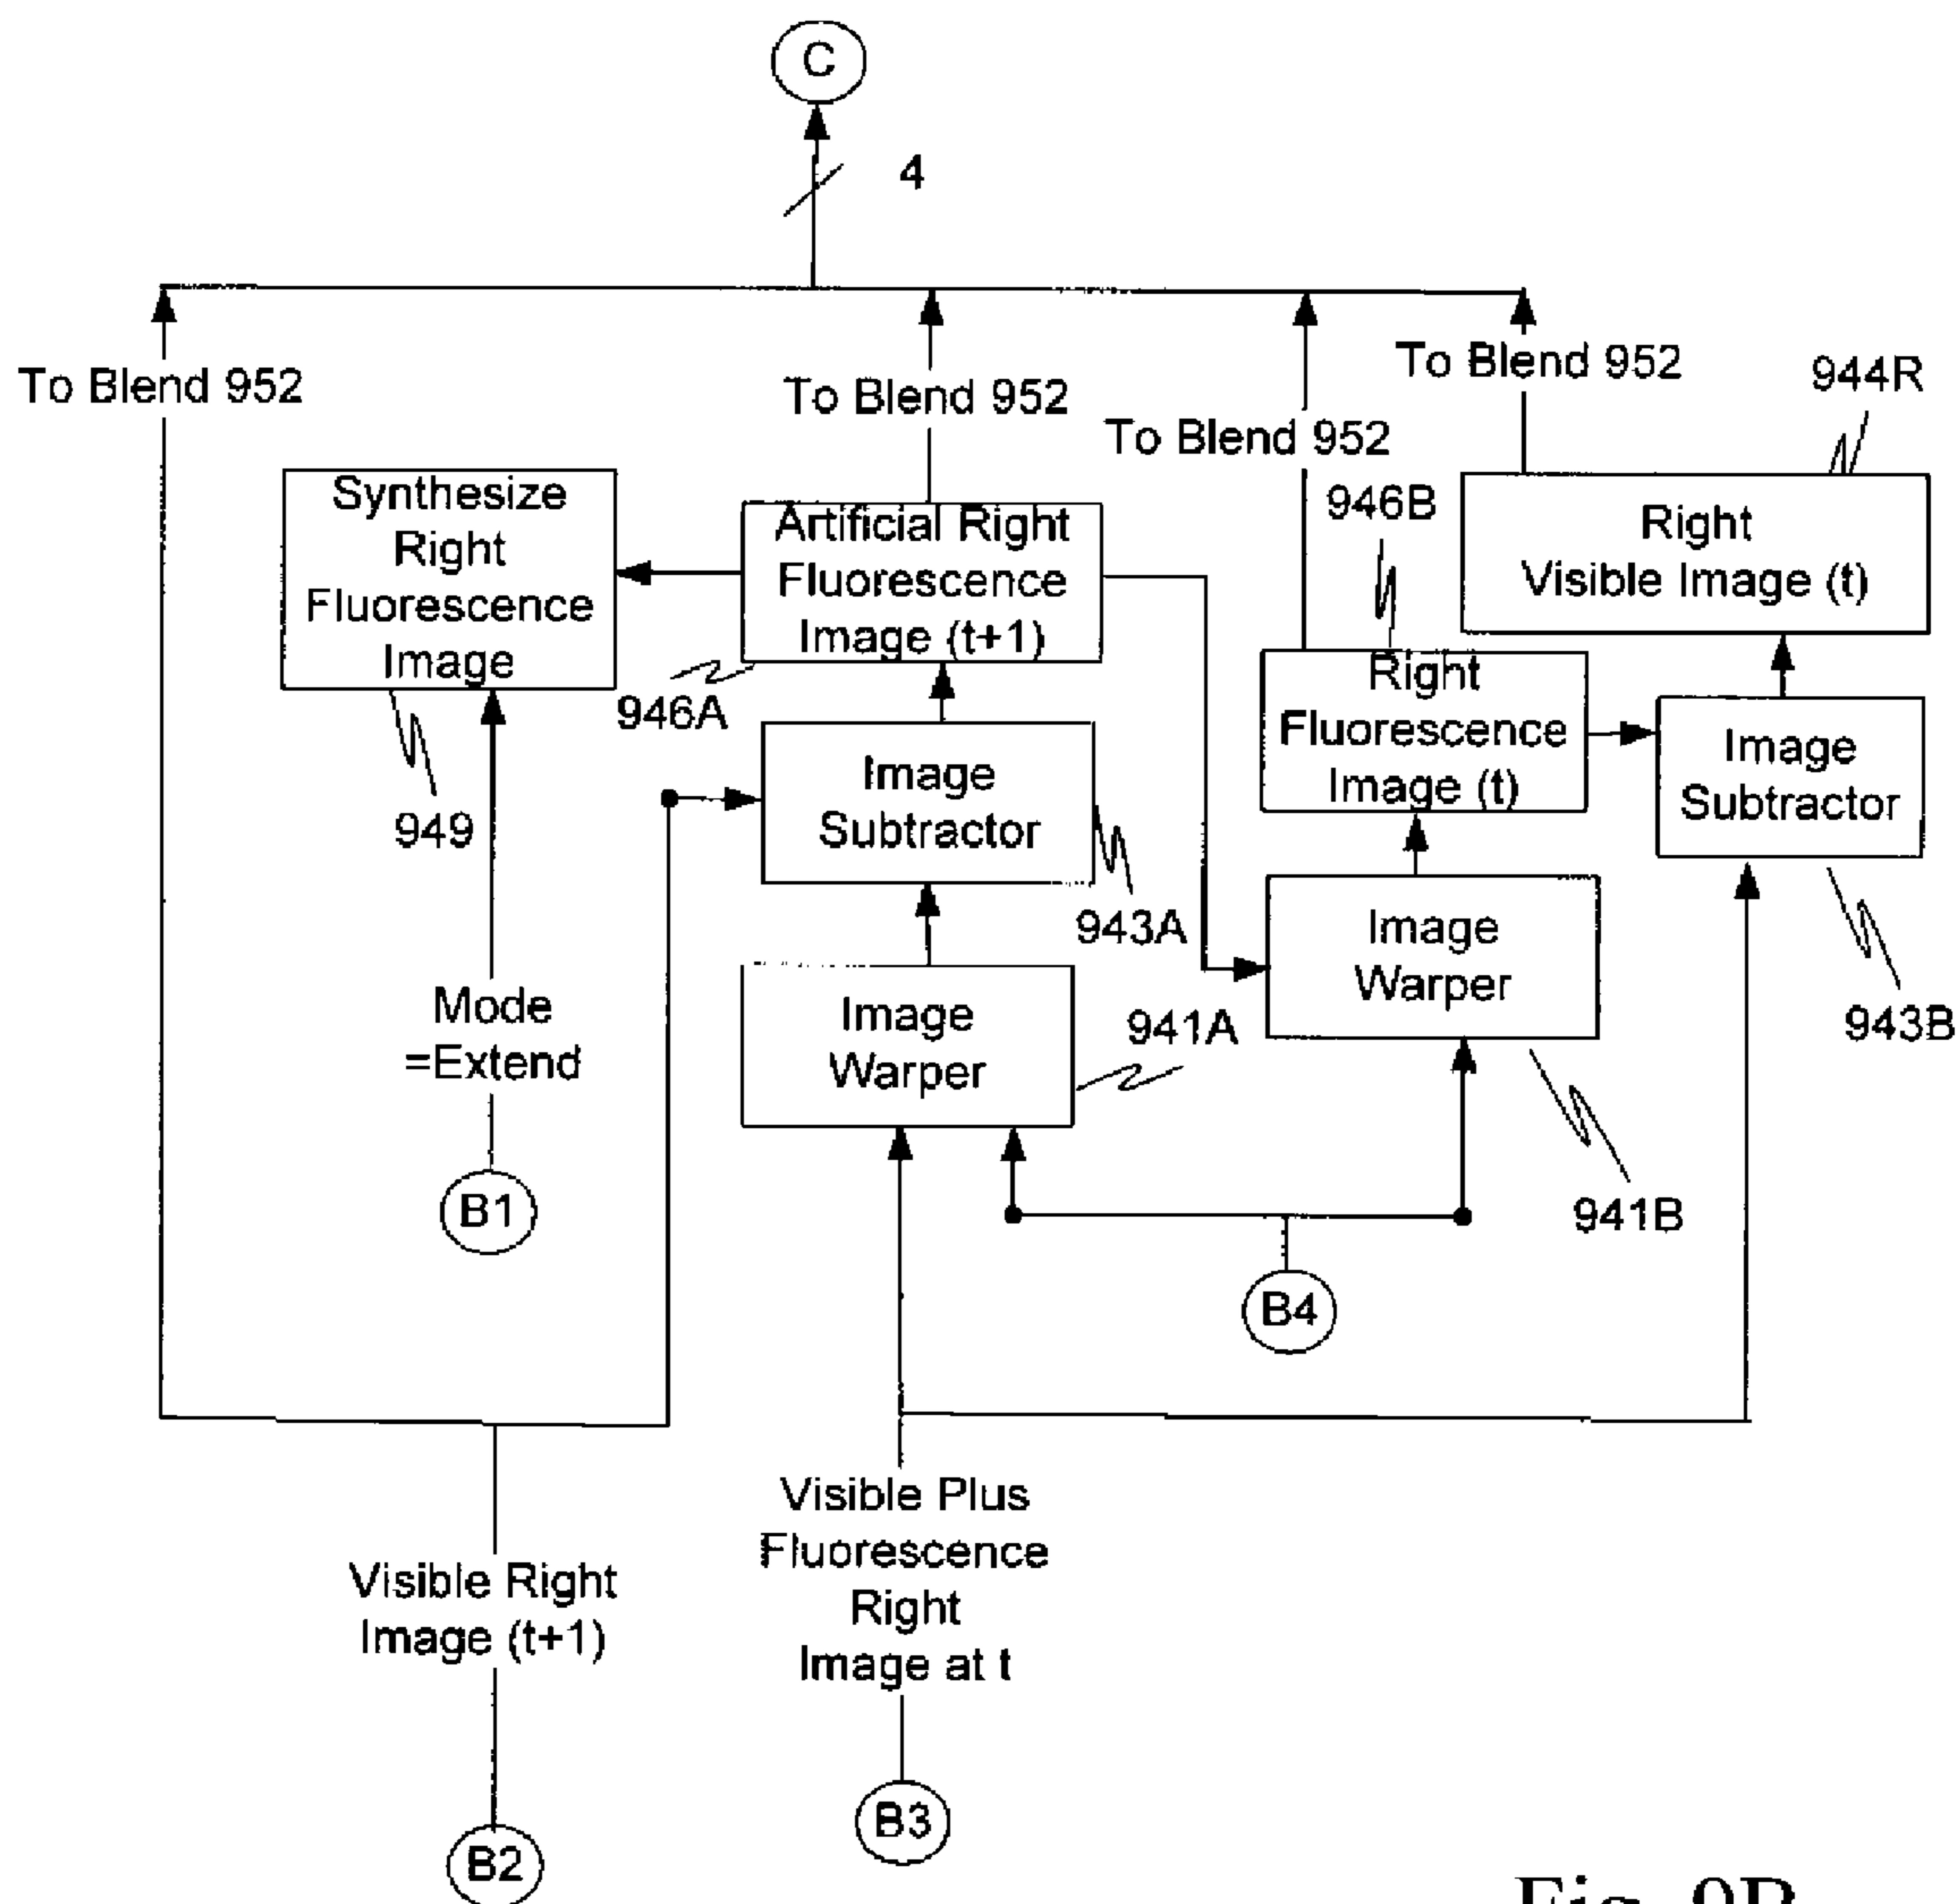 C
4
To Blend 952
To Blend 952
To Blend 952
To Blend 952
944R
Synthesize
Right
Fluorescence
Image
Artificial Right
Fluorescence
Image (t+1)
946B
Right
Visible Image (t)
946A
Right
Fluorescence
Image (t)
Image
Subtractor
Image
Subtractor
949
943A
Image
Warper
943B
Mode
=Extend
Image
Warper
941A
B1
941B
B4
Visible Plus
Fluorescence
Right
Image at t
Visible Right
Image (t+1)
B3
B2
Fig. 9B